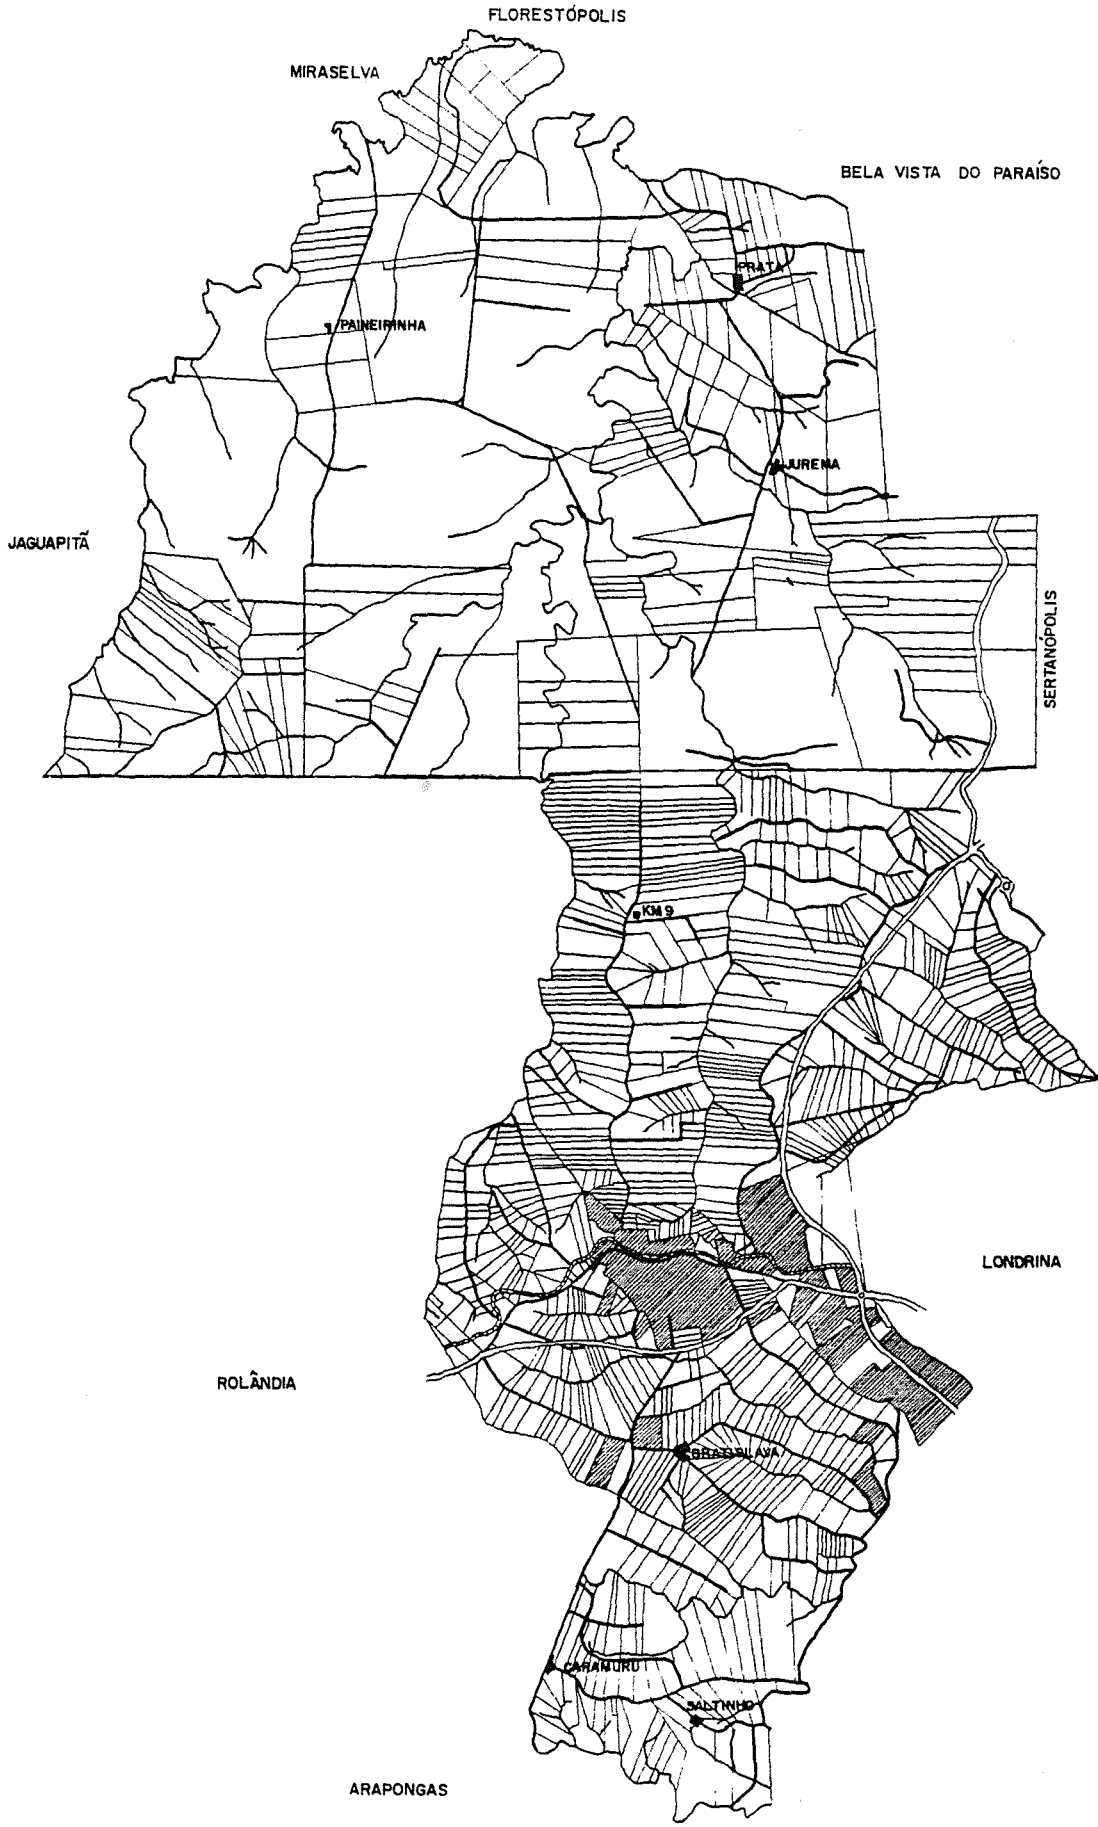 FLORESTÓPOLIS
MIRASELVA
BELA VISTA DO PARAÍSO
PRATA
PAINEIRINHA
JUREMA
JAGUAPITÃ
SERTANÓPOLIS
KM 9
LONDRINA
ROLÂNDIA
BRATISLAVA
CARAMURU
SALTINHO
ARAPONGAS